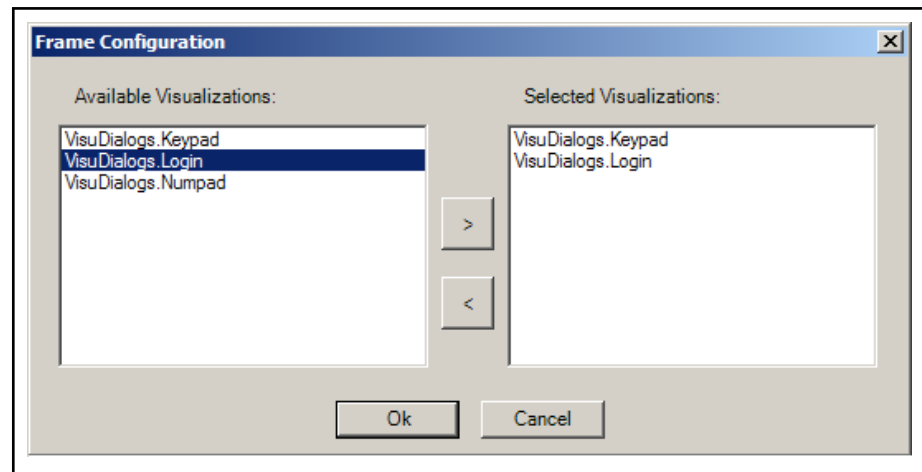 Frame Configuration
Available Visualizations:
Selected Visualizations:
VisuDialogs.Keypad
VisuDialogs.Login
VisuDialogs.Numpad
VisuDialogs.Keypad
VisuDialogs.Login
>
<
Ok
Cancel